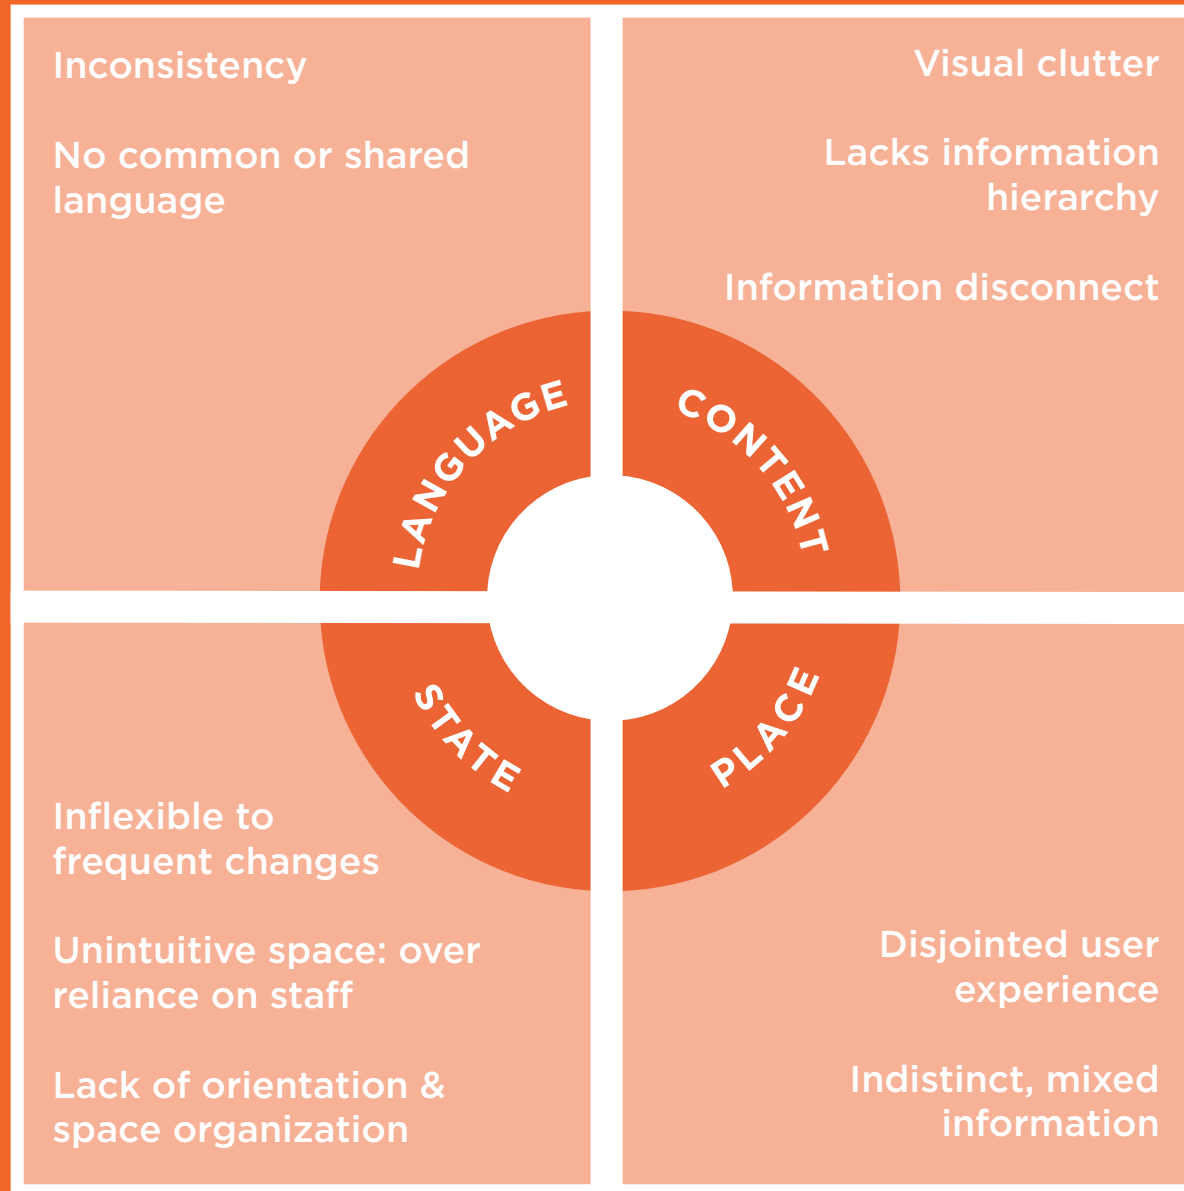 Inconsistency
No common or shared
language
LANGUAGE
Visual clutter
Lacks information
hierarchy
Information disconnect
CONTENT
STATE
Inflexible to
frequent changes
Unintuitive space: over
reliance on staff
Lack of orientation &
space organization
PLACE
Disjointed user
experience
Indistinct, mixed
information